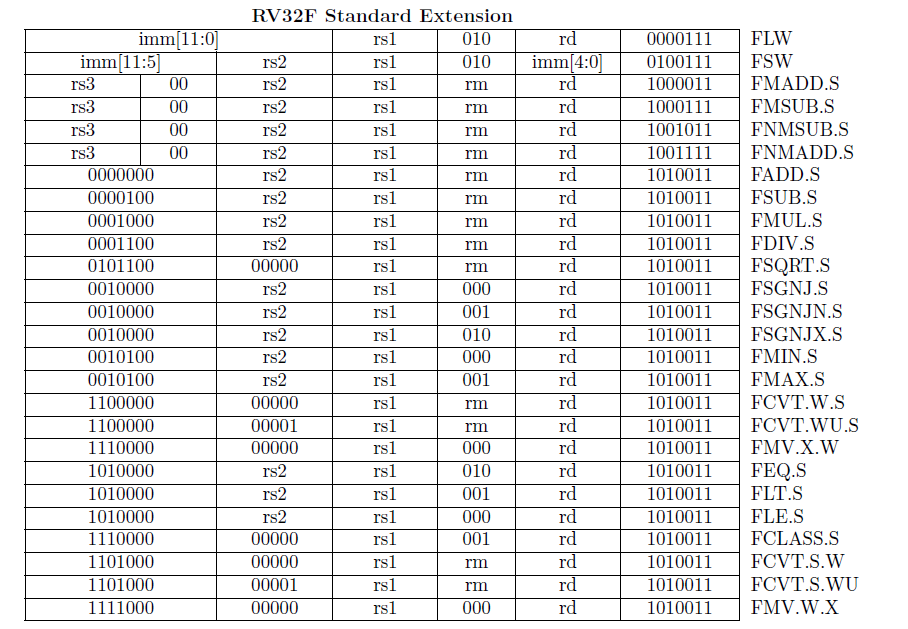 RV32F Standard Extension
imm[11:0] rs1 010 rd 0000111 FLW
imm[11:5] rs2 rs1 010 imm[4:0] 0100111 FSW
rs3 00 rs2 rs1 rm rd 1000011 FMADD.S
rs3 00 rs2 rs1 rm rd 1000111 FMSUB.S
rs3 00 rs2 rs1 rm rd 1001011 FNMSUB.S
rs3 00 rs2 rs1 rm rd 1001111 FNMADD.S
0000000 rs2 rs1 rm rd 1010011 FADD.S
0000100 rs2 rs1 rm rd 1010011 FSUB.S
0001000 rs2 rs1 rm rd 1010011 FMUL.S
0001100 rs2 rs1 rm rd 1010011 FDIV.S
0101100 00000 rs1 rm rd 1010011 FSQRT.S
0010000 rs2 rs1 000 rd 1010011 FSGNJ.S
0010000 rs2 rs1 001 rd 1010011 FSGNJN.S
0010000 rs2 rs1 010 rd 1010011 FSGNJX.S
0010100 rs2 rs1 000 rd 1010011 FMIN.S
0010100 rs2 rs1 001 rd 1010011 FMAX.S
1100000 00000 rs1 rm rd 1010011 FCVT.W.S
1100000 00001 rs1 rm rd 1010011 FCVT.WU.S
1110000 00000 rs1 000 rd 1010011 FMV.X.W
1010000 rs2 rs1 010 rd 1010011 FEQ.S
1010000 rs2 rs1 001 rd 1010011 FLT.S
1010000 rs2 rs1 000 rd 1010011 FLE.S
1110000 00000 rs1 001 rd 1010011 FCLASS.S
1101000 00000 rs1 rm rd 1010011 FCVT.S.W
1101000 00001 rs1 rm rd 1010011 FCVT.S.WU
1111000 00000 rs1 000 rd 1010011 FMV.W.X